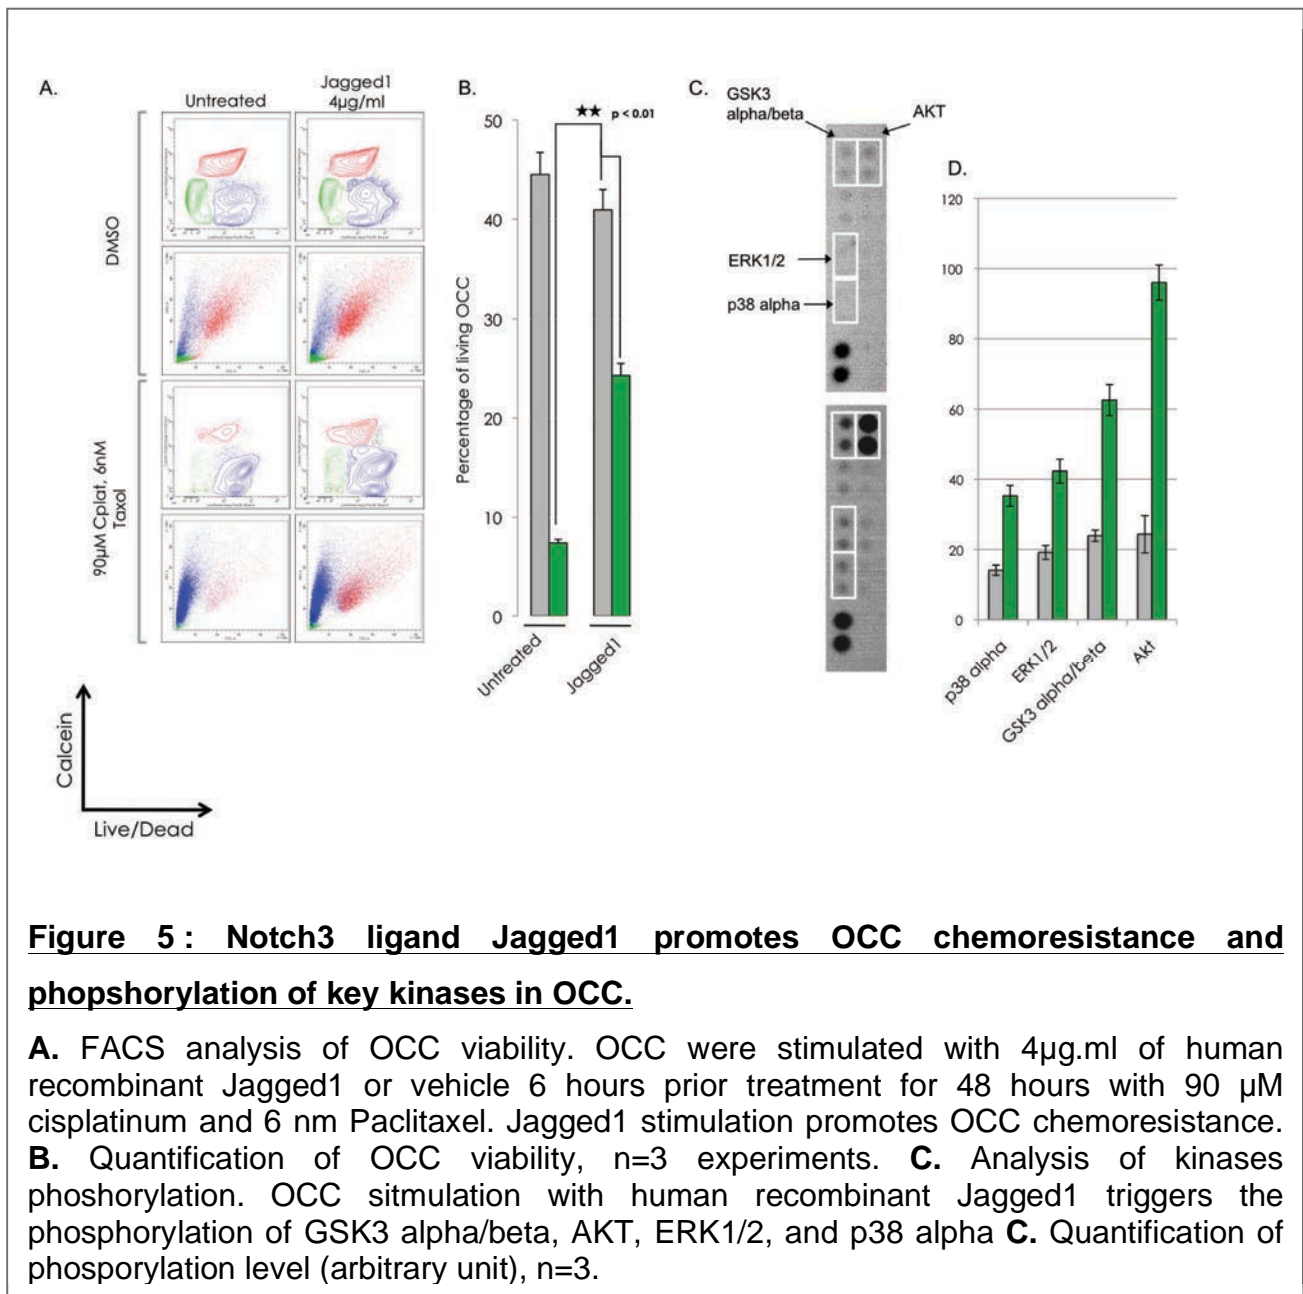 A.
Untreated
Jagged1
4µg/ml
DMSO
90µM Cplat, 6nM
Taxol
Calcein
Live/Dead
B.
★★ p < 0.01
Percentage of living OCC
50
40
30
20
10
0
Untreated
Jagged1
C.
GSK3
alpha/beta
AKT
ERK1/2
p38 alpha
D.
120
100
80
60
40
20
0
p38 alpha
ERK1/2
GSK3 alpha/beta
Akt
Figure 5 : Notch3 ligand Jagged1 promotes OCC chemoresistance and
phopshorylation of key kinases in OCC.
A. FACS analysis of OCC viability. OCC were stimulated with 4µg.ml of human
recombinant Jagged1 or vehicle 6 hours prior treatment for 48 hours with 90 µM
cisplatinum and 6 nm Paclitaxel. Jagged1 stimulation promotes OCC chemoresistance.
B. Quantification of OCC viability, n=3 experiments. C. Analysis of kinases
phoshorylation. OCC sitmulation with human recombinant Jagged1 triggers the
phosphorylation of GSK3 alpha/beta, AKT, ERK1/2, and p38 alpha C. Quantification of
phosporylation level (arbitrary unit), n=3.